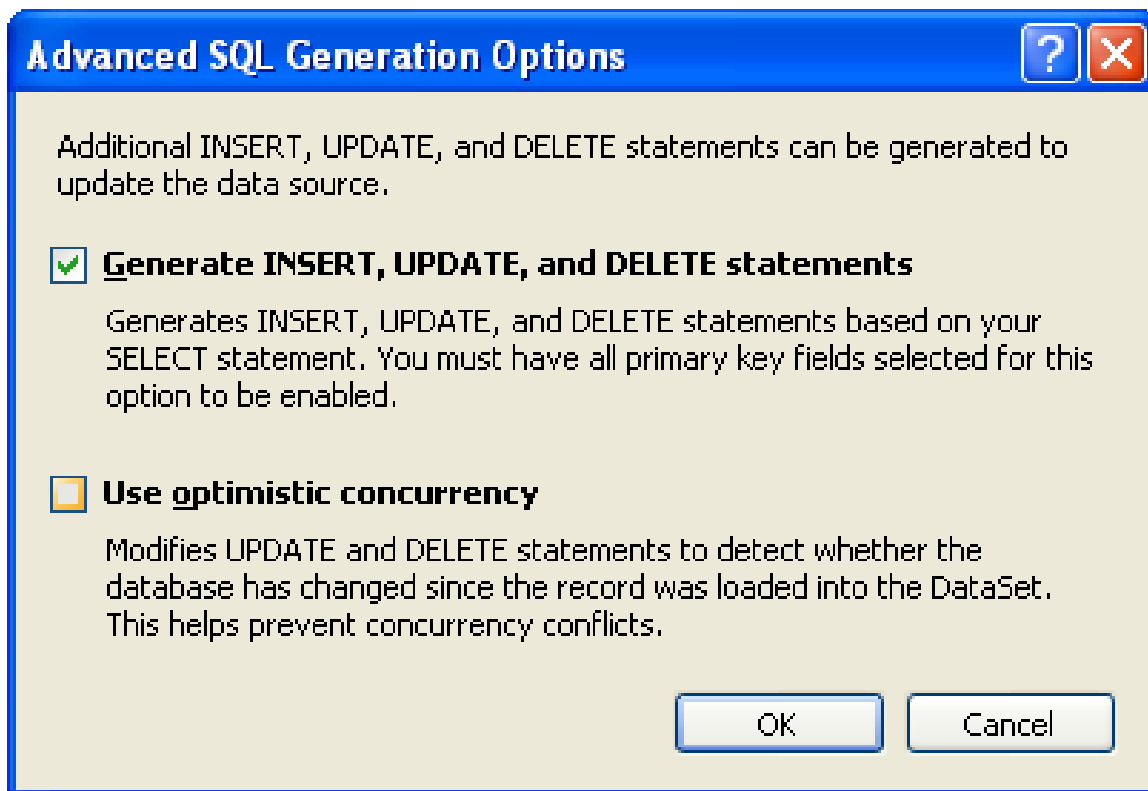 Advanced SQL Generation Options
Additional INSERT, UPDATE, and DELETE statements can be generated to
update the data source.
Generate INSERT, UPDATE, and DELETE statements
Generates INSERT, UPDATE, and DELETE statements based on your
SELECT statement. You must have all primary key fields selected for this
option to be enabled.
Use optimistic concurrency
Modifies UPDATE and DELETE statements to detect whether the
database has changed since the record was loaded into the DataSet.
This helps prevent concurrency conflicts.
OK Cancel